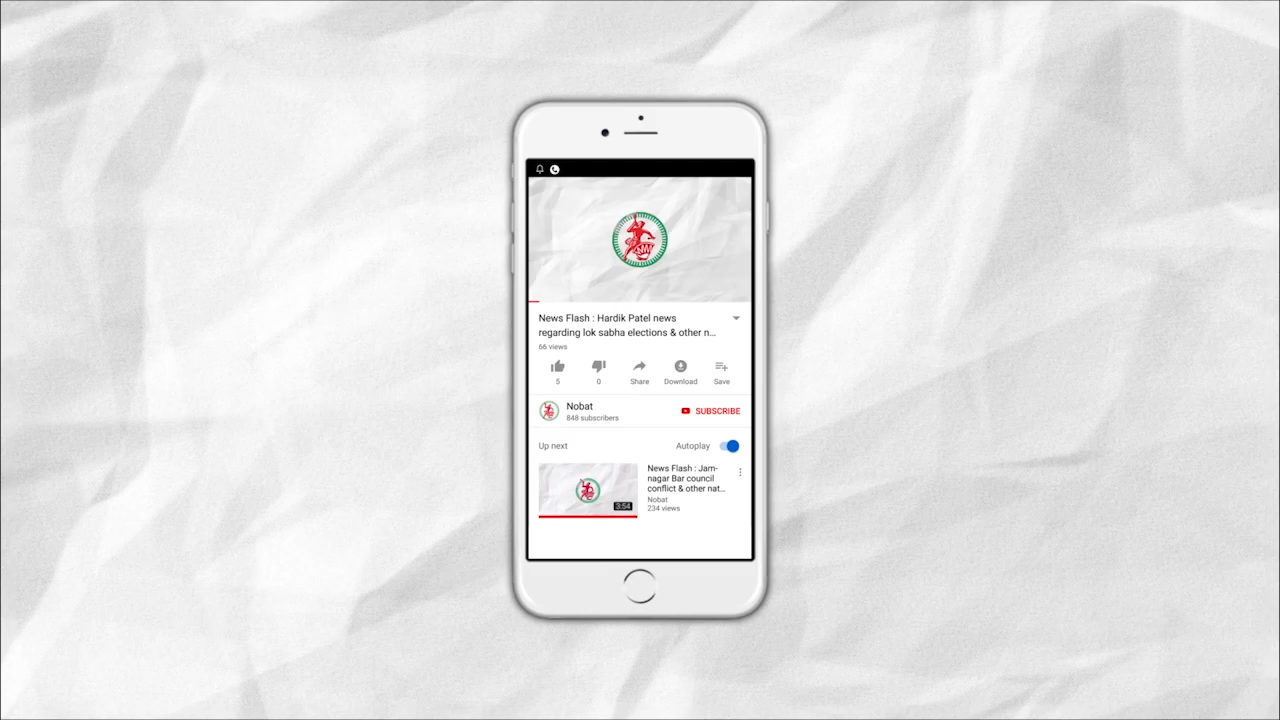 News Flash : Hardik Patel news
regarding lok sabha elections & other n...
66 views
5
0
Share
Download
Save
Nobat
848 subscribers
SUBSCRIBE
Up next
Autoplay
3:54
News Flash : Jam-
nagar Bar council
conflict & other nat...
Nobat
234 views